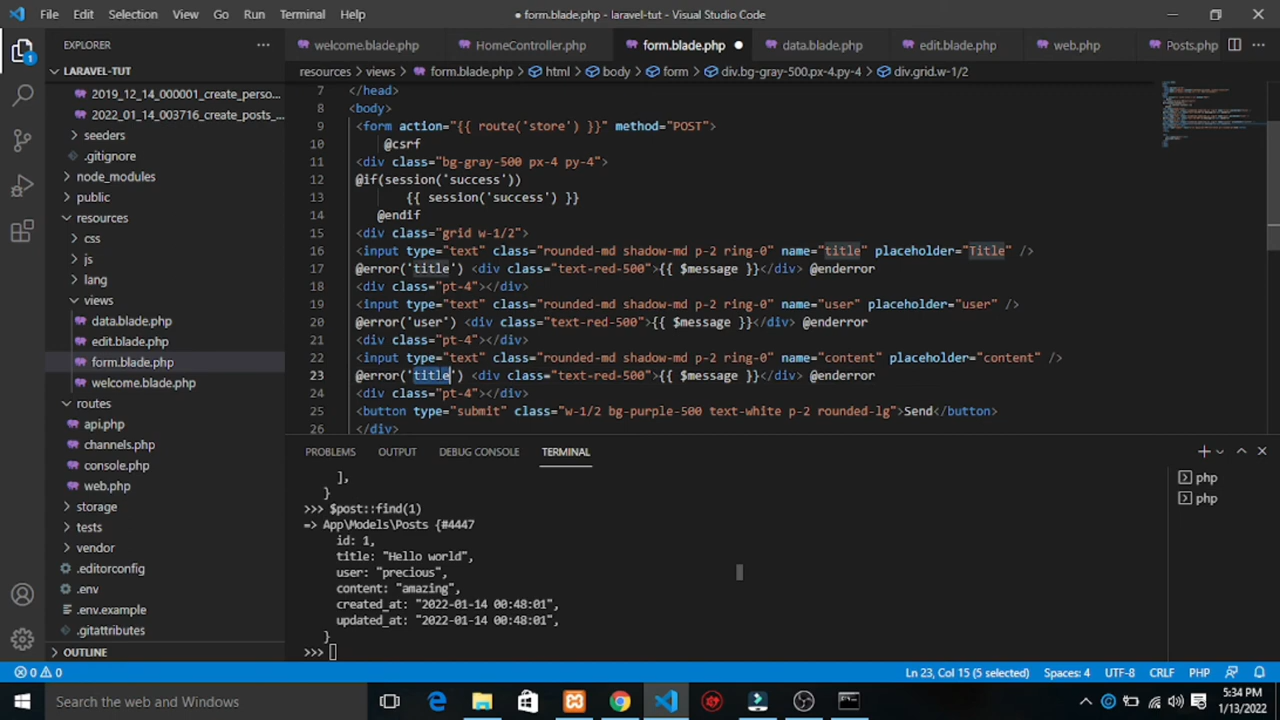 File Edit Selection View Go Run Terminal Help
● form.blade.php - laravel-tut - Visual Studio Code
EXPLORER
welcome.blade.php HomeController.php form.blade.php data.blade.php edit.blade.php web.php Posts.php
LARAVEL-TUT
resources > views > form.blade.php > html > body > form > div.bg-gray-500.px-4.py-4 > div.grid.w-1/2
2019_12_14_000001_create_perso...
2022_01_14_003716_create_posts_...
seeders
.gitignore
node_modules
public
resources
css
js
lang
views
data.blade.php
edit.blade.php
form.blade.php
welcome.blade.php
routes
api.php
channels.php
console.php
web.php
storage
tests
vendor
.editorconfig
.env
.env.example
.gitattributes
OUTLINE
7 </head>
8 <body>
9 <form action="{{ route('store') }}" method="POST">
10 @csrf
11 <div class="bg-gray-500 px-4 py-4">
12 @if(session('success'))
13 {{ session('success') }}
14 @endif
15 <div class="grid w-1/2">
16 <input type="text" class="rounded-md shadow-md p-2 ring-0" name="title" placeholder="Title" />
17 @error('title') <div class="text-red-500">{{ $message }}</div> @enderror
18 <div class="pt-4"></div>
19 <input type="text" class="rounded-md shadow-md p-2 ring-0" name="user" placeholder="user" />
20 @error('user') <div class="text-red-500">{{ $message }}</div> @enderror
21 <div class="pt-4"></div>
22 <input type="text" class="rounded-md shadow-md p-2 ring-0" name="content" placeholder="content" />
23 @error('title') <div class="text-red-500">{{ $message }}</div> @enderror
24 <div class="pt-4"></div>
25 <button type="submit" class="w-1/2 bg-purple-500 text-white p-2 rounded-lg">Send</button>
26 </div>
PROBLEMS OUTPUT DEBUG CONSOLE TERMINAL
],
}
>>> $post::find(1)
=> App\Models\Posts {#4447
id: 1,
title: "Hello world",
user: "precious",
content: "amazing",
created_at: "2022-01-14 00:48:01",
updated_at: "2022-01-14 00:48:01",
}
>>>
php
php
0 0 Ln 23, Col 15 (5 selected) Spaces: 4 UTF-8 CRLF PHP
Search the web and Windows
5:34 PM
1/13/2022